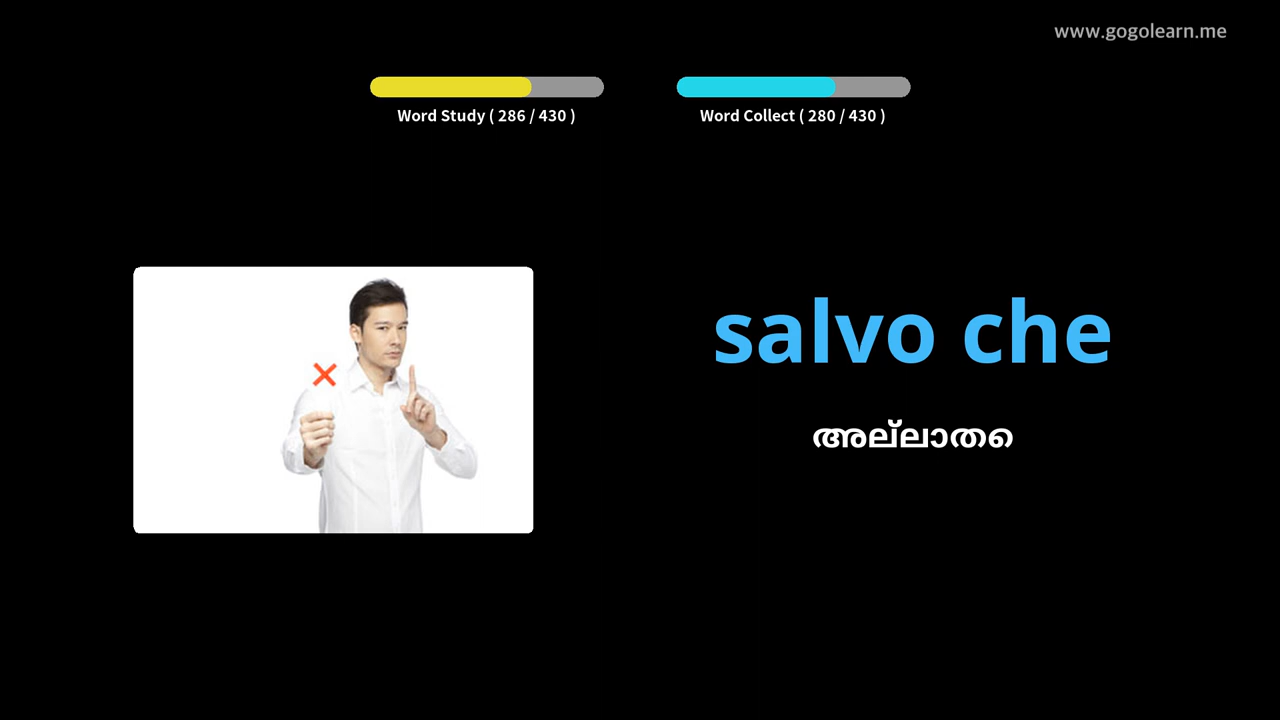 www.gogolearn.me
Word Study ( 286 / 430 )
Word Collect ( 280 / 430 )
salvo che
അല്ലാതെ